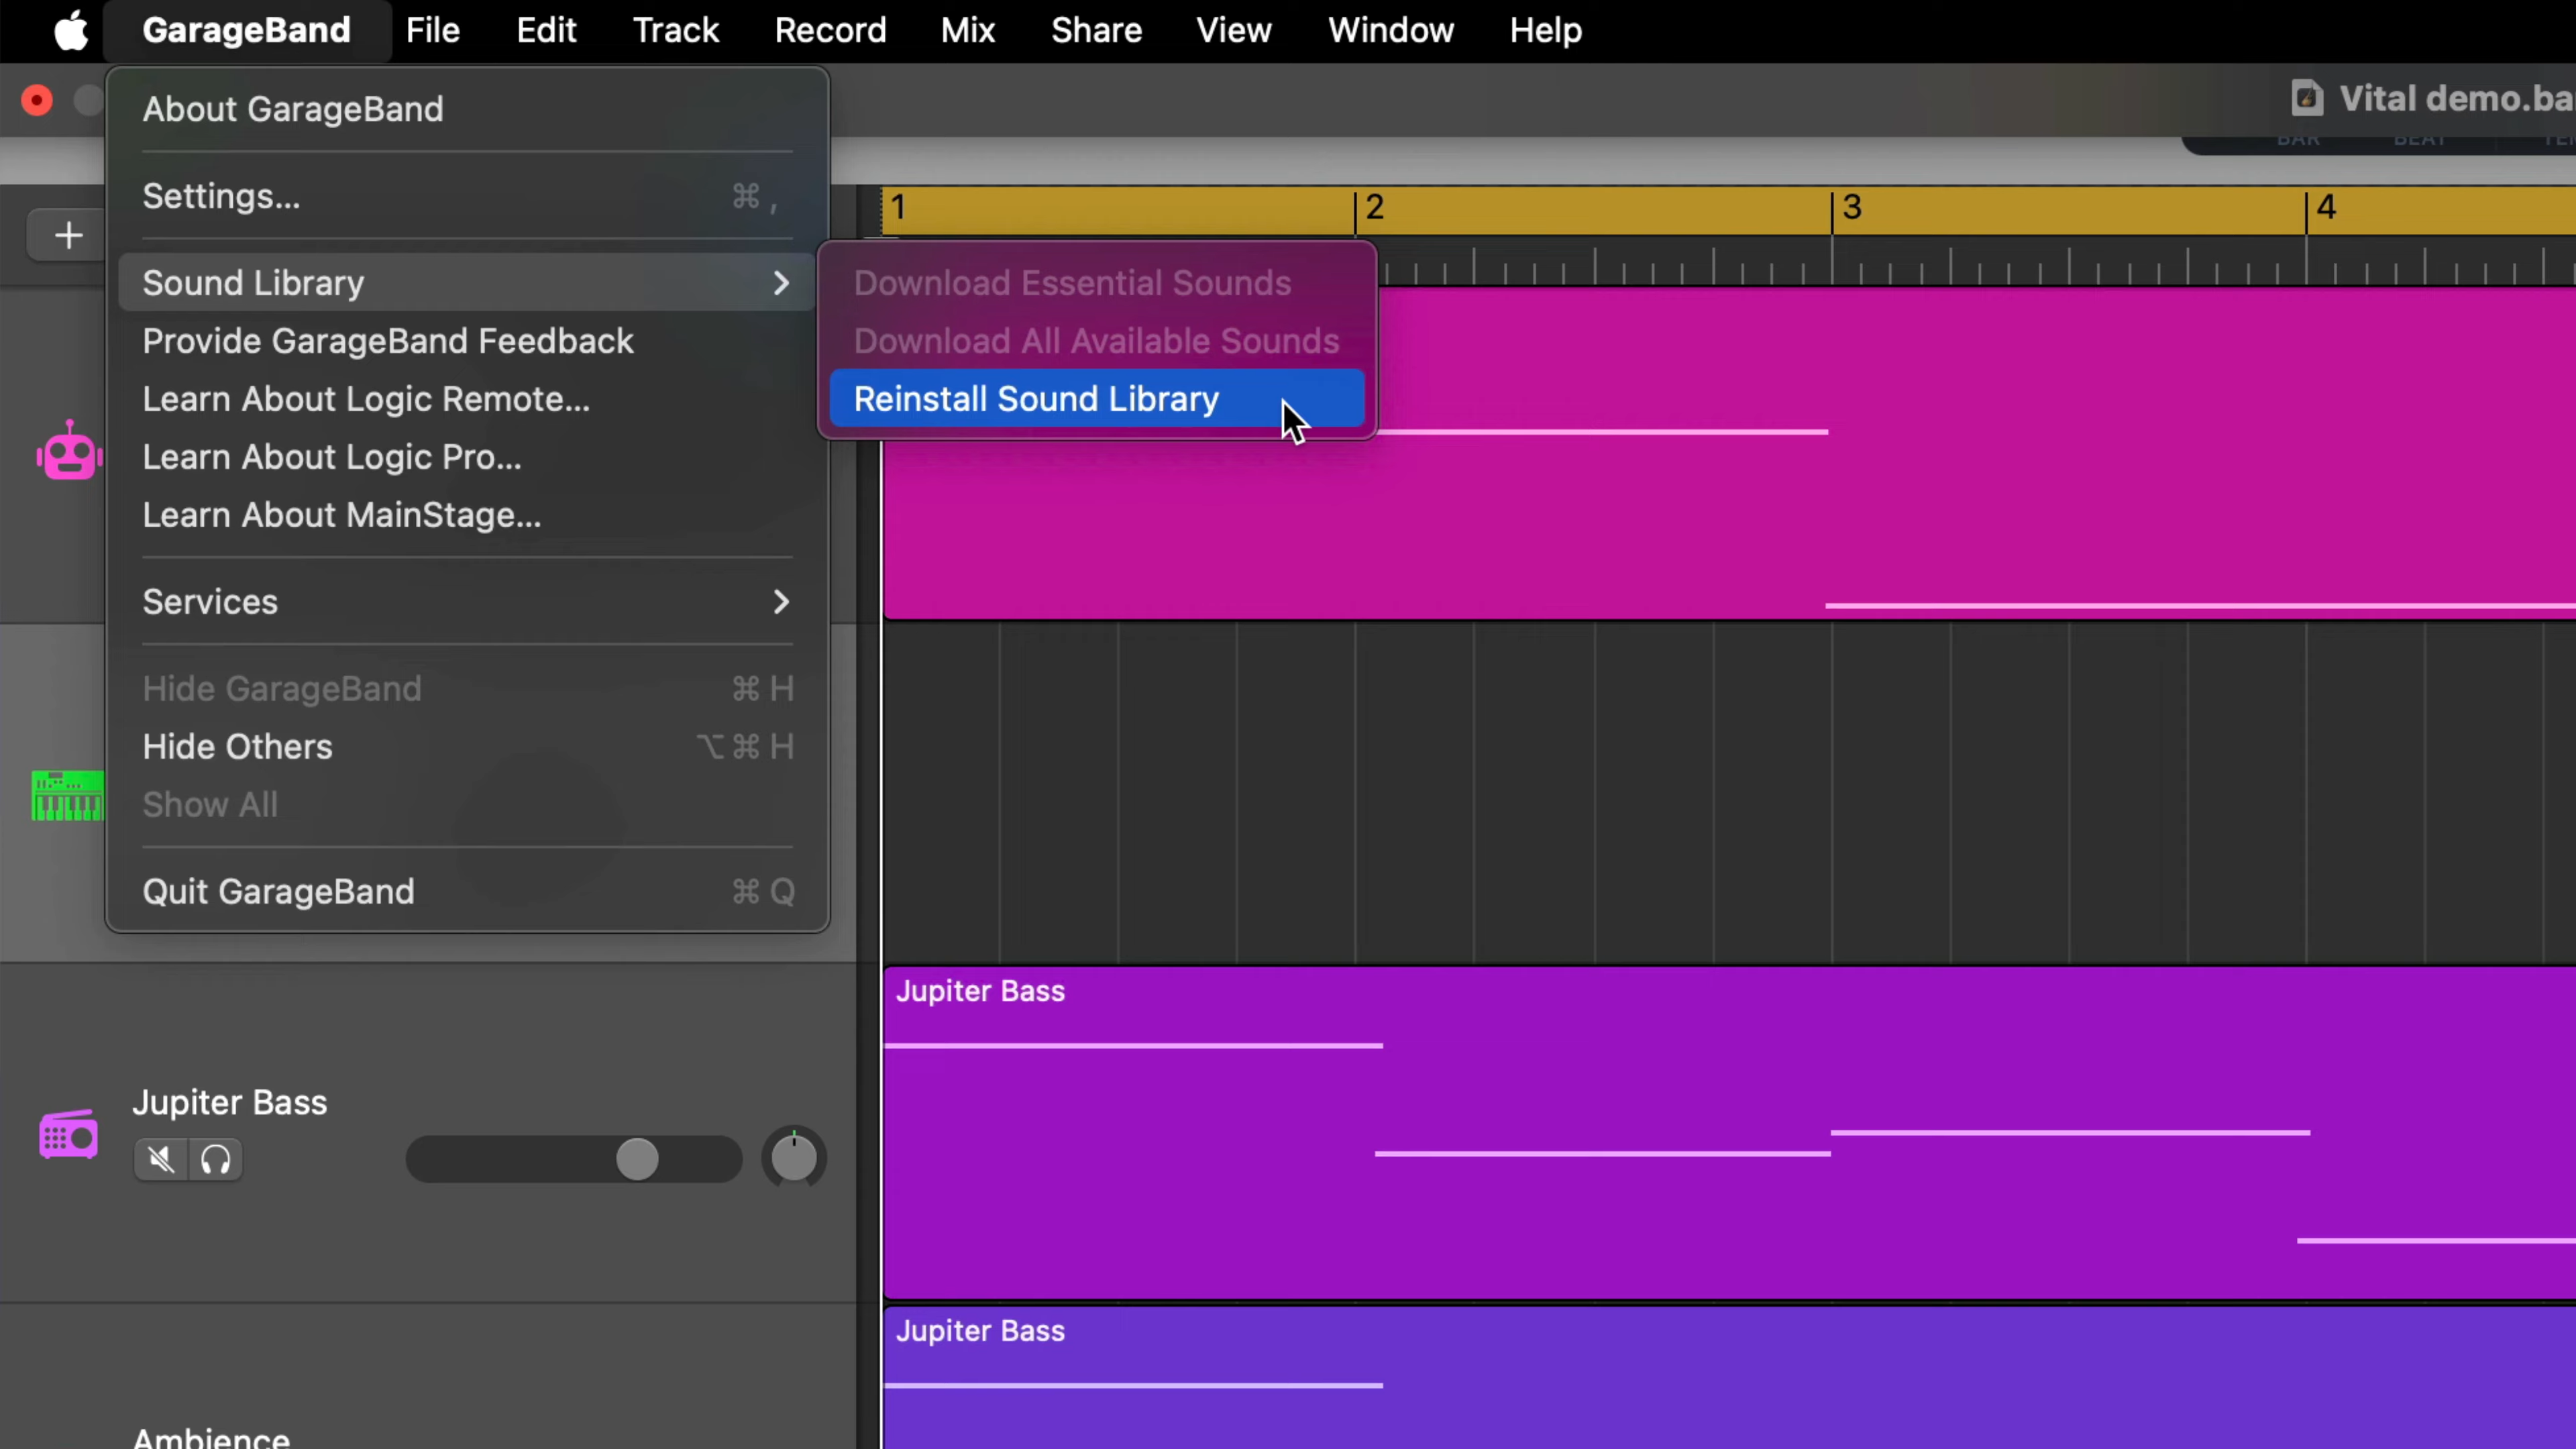 GarageBand File Edit Track Record Mix Share View Window Help
Vital demo.ba
About GarageBand
Settings... ⌘ ,
Sound Library
Provide GarageBand Feedback
Learn About Logic Remote...
Learn About Logic Pro...
Learn About MainStage...
Services
Hide GarageBand ⌘ H
Hide Others ⌥ ⌘ H
Show All
Quit GarageBand ⌘ Q
Download Essential Sounds
Download All Available Sounds
Reinstall Sound Library
BAR BEAT
1 2 3 4
Jupiter Bass
Jupiter Bass
Jupiter Bass
Ambience